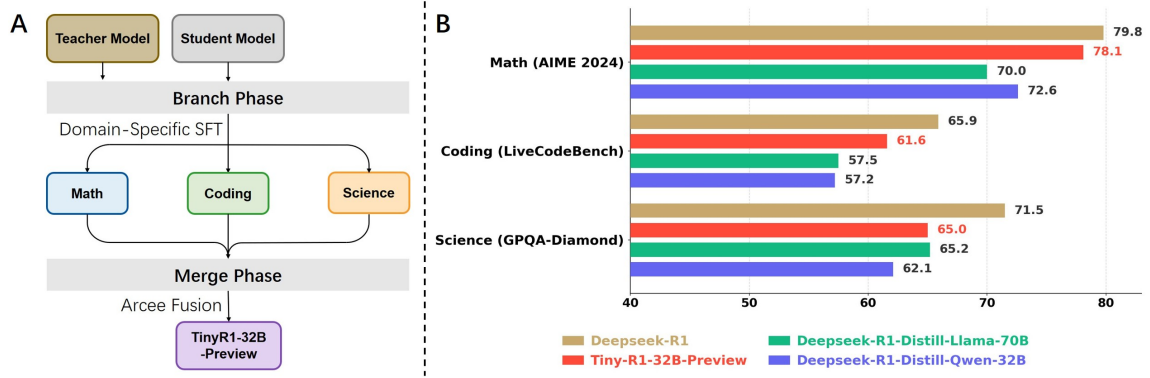 A
Teacher Model
Student Model
Branch Phase
Domain-Specific SFT
Math
Coding
Science
Merge Phase
Arcee Fusion
TinyR1-32B
-Preview
B
Math (AIME 2024)
79.8
78.1
70.0
72.6
Coding (LiveCodeBench)
65.9
61.6
57.5
57.2
Science (GPQA-Diamond)
71.5
65.0
65.2
62.1
40 50 60 70 80
Deepseek-R1
Tiny-R1-32B-Preview
Deepseek-R1-Distill-Llama-70B
Deepseek-R1-Distill-Qwen-32B